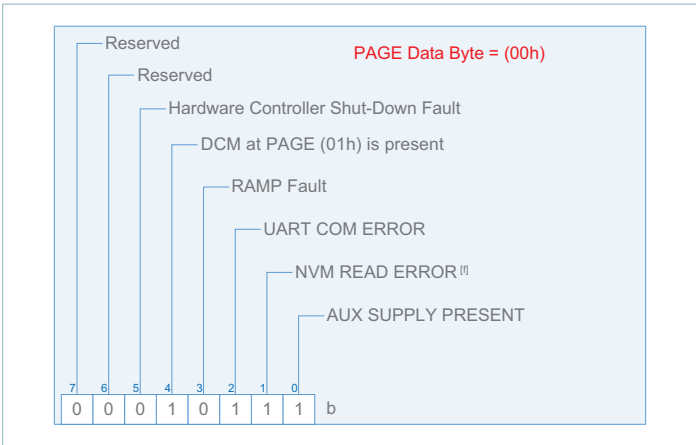 Reserved
PAGE Data Byte = (00h)
Reserved
Hardware Controller Shut-Down Fault
DCM at PAGE (01h) is present
RAMP Fault
UART COM ERROR
NVM READ ERROR [f]
AUX SUPPLY PRESENT
7 6 5 4 3 2 1 0
0 0 0 1 0 1 1 1 b